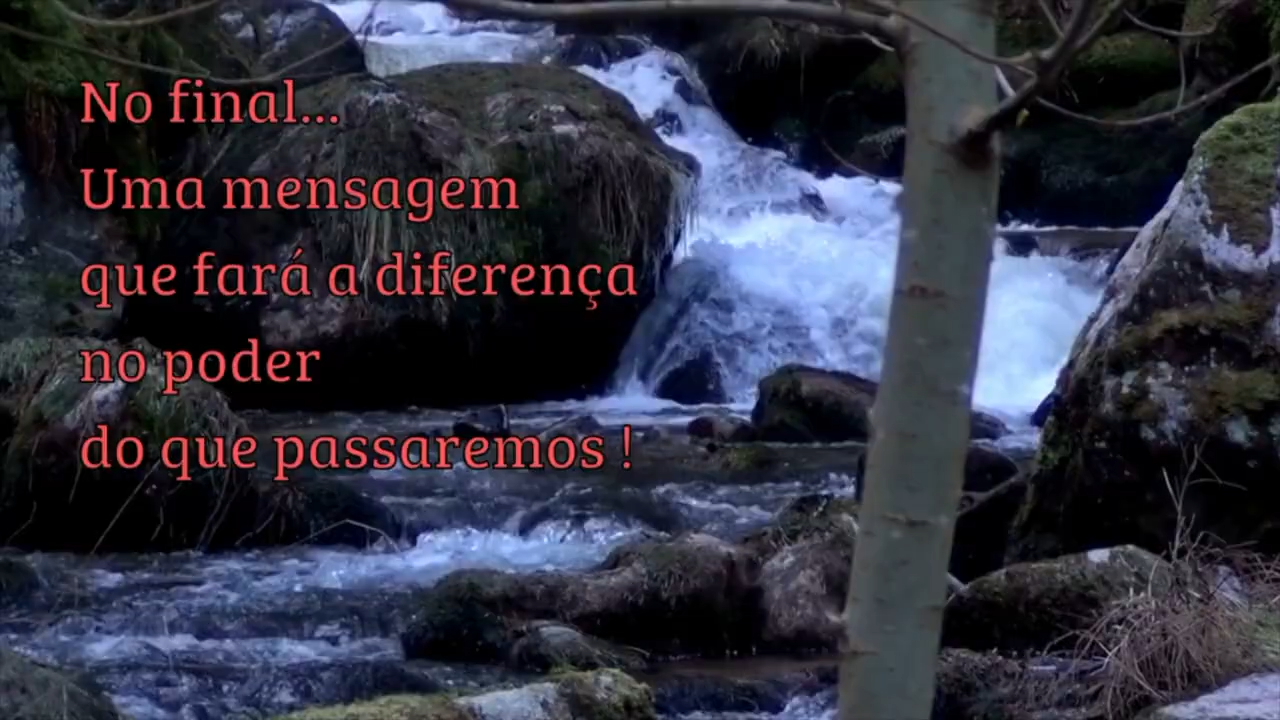 No final...
Uma mensagem
que fará a diferença
no poder
do que passaremos !